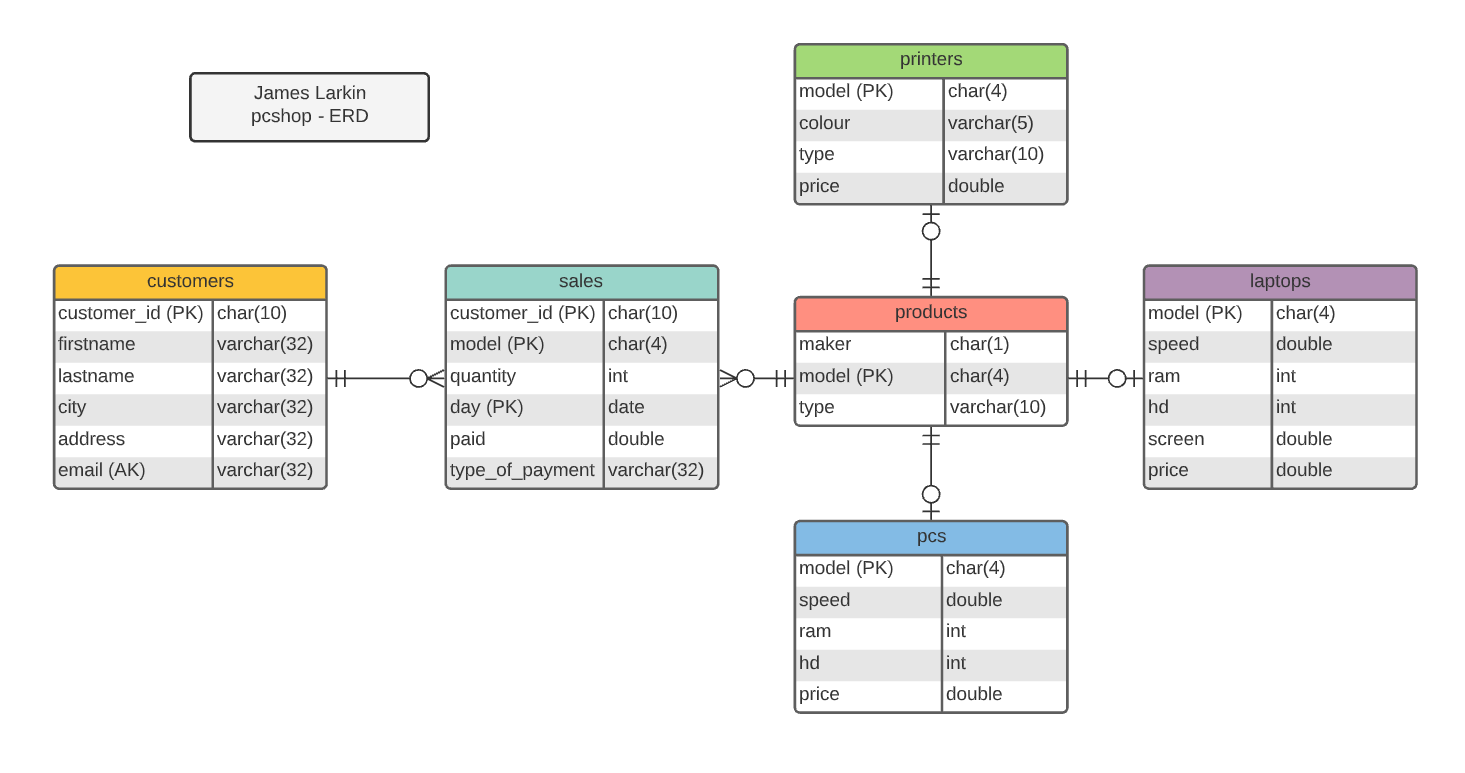 James Larkin
pcshop - ERD
printers
model (PK) char(4)
colour varchar(5)
type varchar(10)
price double
customers
customer_id (PK) char(10)
firstname varchar(32)
lastname varchar(32)
city varchar(32)
address varchar(32)
email (AK) varchar(32)
sales
customer_id (PK) char(10)
model (PK) char(4)
quantity int
day (PK) date
paid double
type_of_payment varchar(32)
products
maker char(1)
model (PK) char(4)
type varchar(10)
laptops
model (PK) char(4)
speed double
ram int
hd int
screen double
price double
pcs
model (PK) char(4)
speed double
ram int
hd int
price double